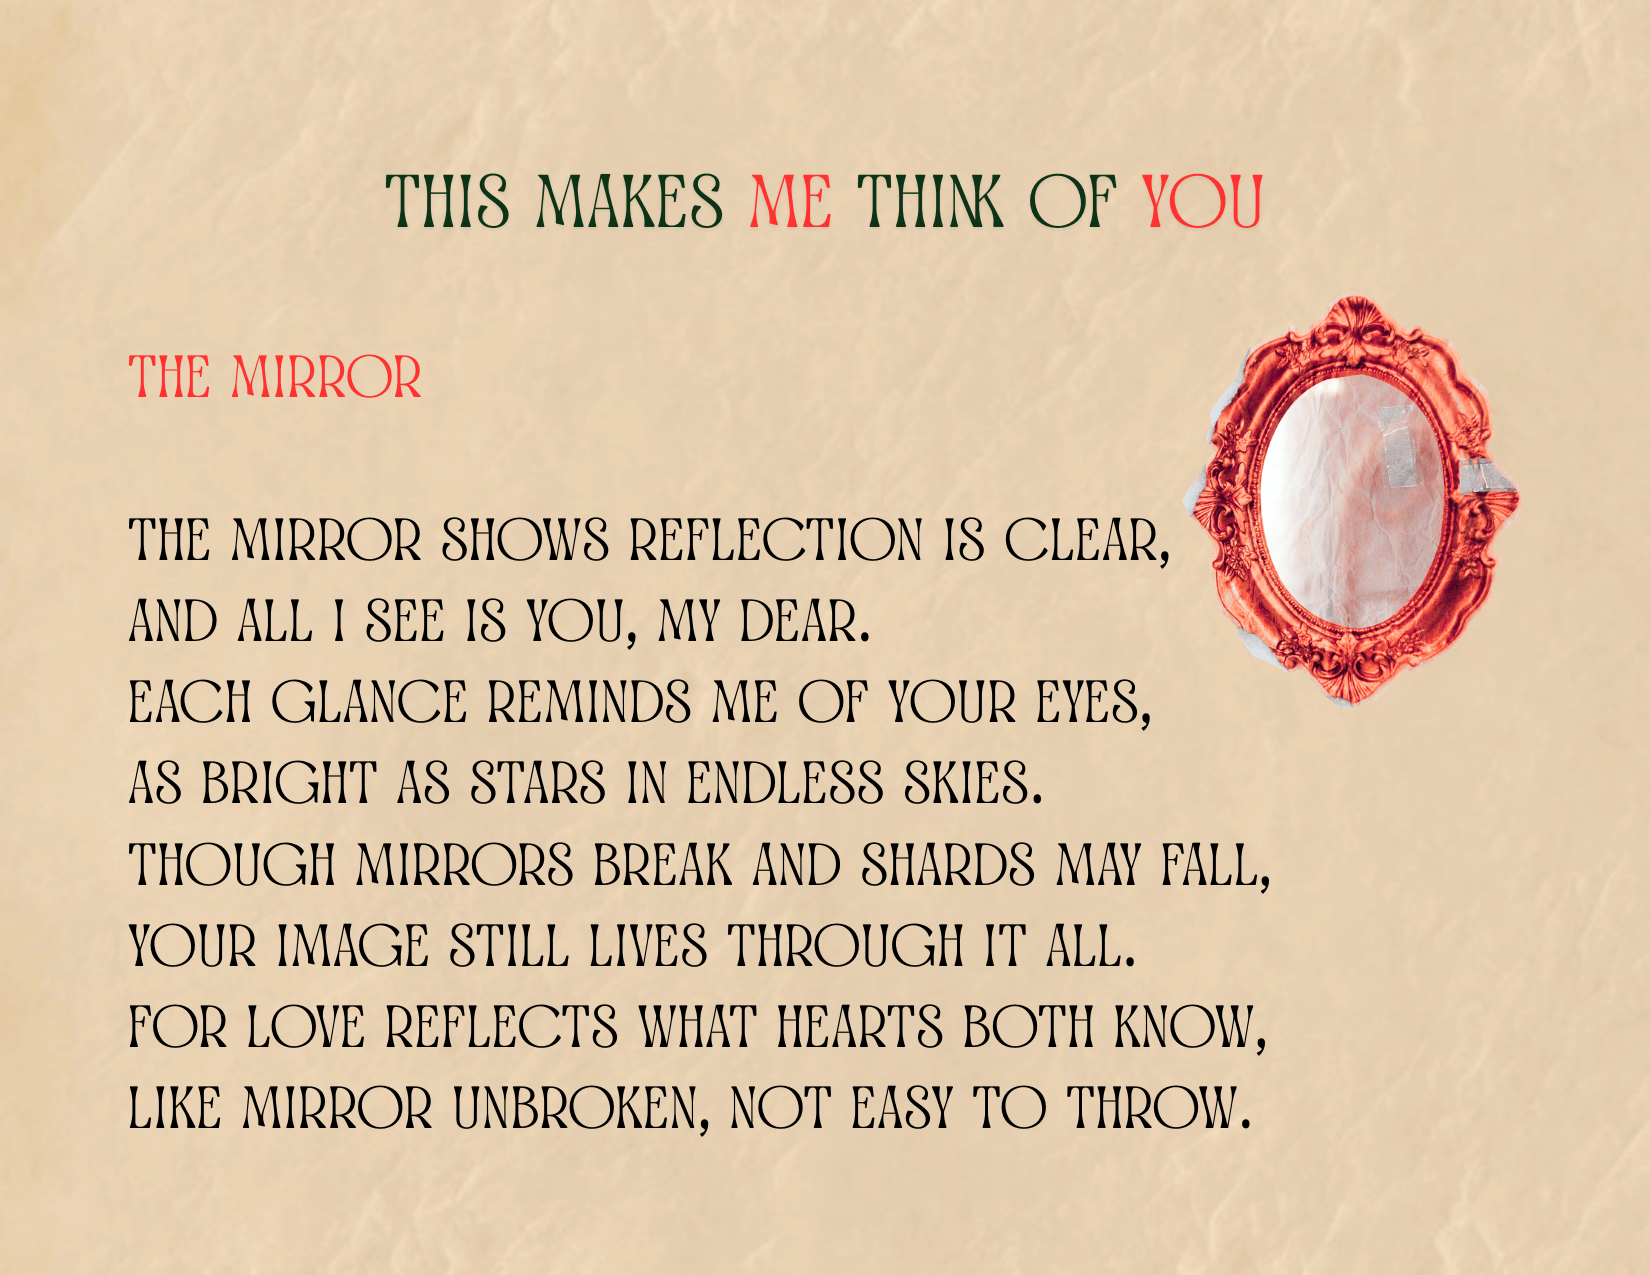 THIS MAKES ME THINK OF YOU
THE MIRROR
THE MIRROR SHOWS REFLECTION IS CLEAR,
AND ALL I SEE IS YOU, MY DEAR.
EACH GLANCE REMINDS ME OF YOUR EYES,
AS BRIGHT AS STARS IN ENDLESS SKIES.
THOUGH MIRRORS BREAK AND SHARDS MAY FALL,
YOUR IMAGE STILL LIVES THROUGH IT ALL.
FOR LOVE REFLECTS WHAT HEARTS BOTH KNOW,
LIKE MIRROR UNBROKEN, NOT EASY TO THROW.